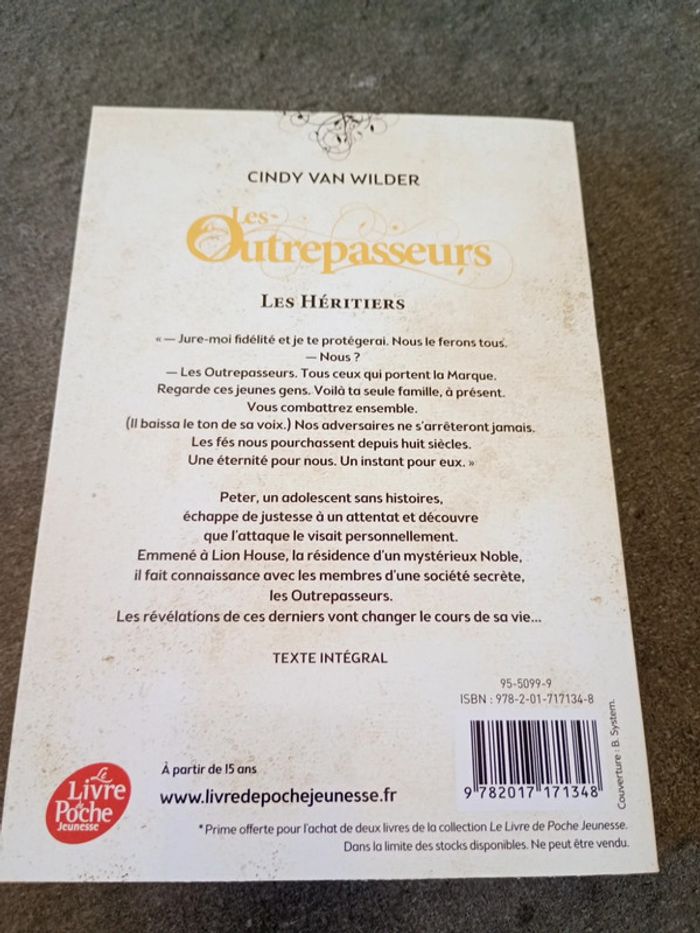 CINDY VAN WILDER
Les
Outrepasseurs
LES HÉRITIERS
« — Jure-moi fidélité et je te protégerai. Nous le ferons tous.
— Nous ?
— Les Outrepasseurs. Tous ceux qui portent la Marque.
Regarde ces jeunes gens. Voilà ta seule famille, à présent.
Vous combattrez ensemble.
(Il baissa le ton de sa voix.) Nos adversaires ne s'arrêteront jamais.
Les fés nous pourchassent depuis huit siècles.
Une éternité pour nous. Un instant pour eux. »
Peter, un adolescent sans histoires,
échappe de justesse à un attentat et découvre
que l'attaque le visait personnellement.
Emmené à Lion House, la résidence d'un mystérieux Noble,
il fait connaissance avec les membres d'une société secrète,
les Outrepasseurs.
Les révélations de ces derniers vont changer le cours de sa vie...
TEXTE INTÉGRAL
95-5099-9
ISBN : 978-2-01-717134-8
9 782017 171348
Couverture : B. System.
Le
Livre
de
Poche
Jeunesse
À partir de 15 ans
www.livredepochejeunesse.fr
*Prime offerte pour l'achat de deux livres de la collection Le Livre de Poche Jeunesse.
Dans la limite des stocks disponibles. Ne peut être vendu.